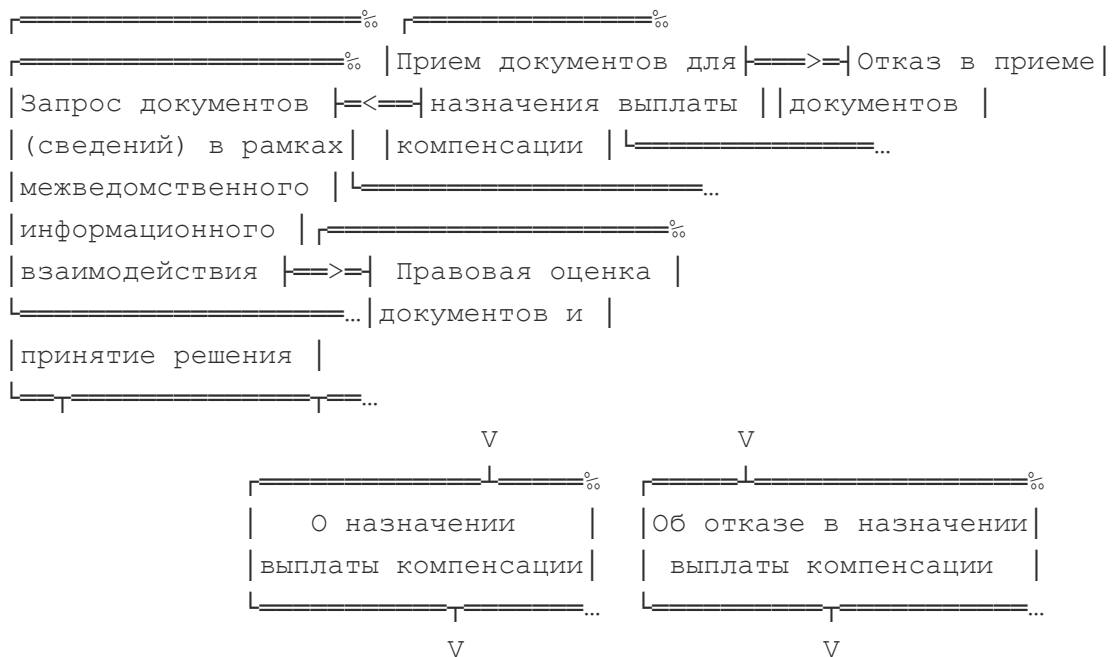 ┌════════════════════‰ ┌══════════════‰
┌═══════════════════‰ │Прием документов для├═══>═┤Отказ в приеме│
│Запрос документов ├═<══┤назначения выплаты ││документов │
│(сведений) в рамках│ │компенсации │└══════════════…
│межведомственного │└════════════════════…
│информационного │┌════════════════════‰
│взаимодействия ├══>═┤ Правовая оценка │
└═══════════════════…│документов и │
│принятие решения │
└══┬══════════════┬══…
V V
┌═════════════┴═════‰ ┌═════┴════════════════‰
│ О назначении │ │Об отказе в назначении│
│выплаты компенсации│ │ выплаты компенсации │
└═══════════┬═══════…  └══════════┬═══════════…
V V